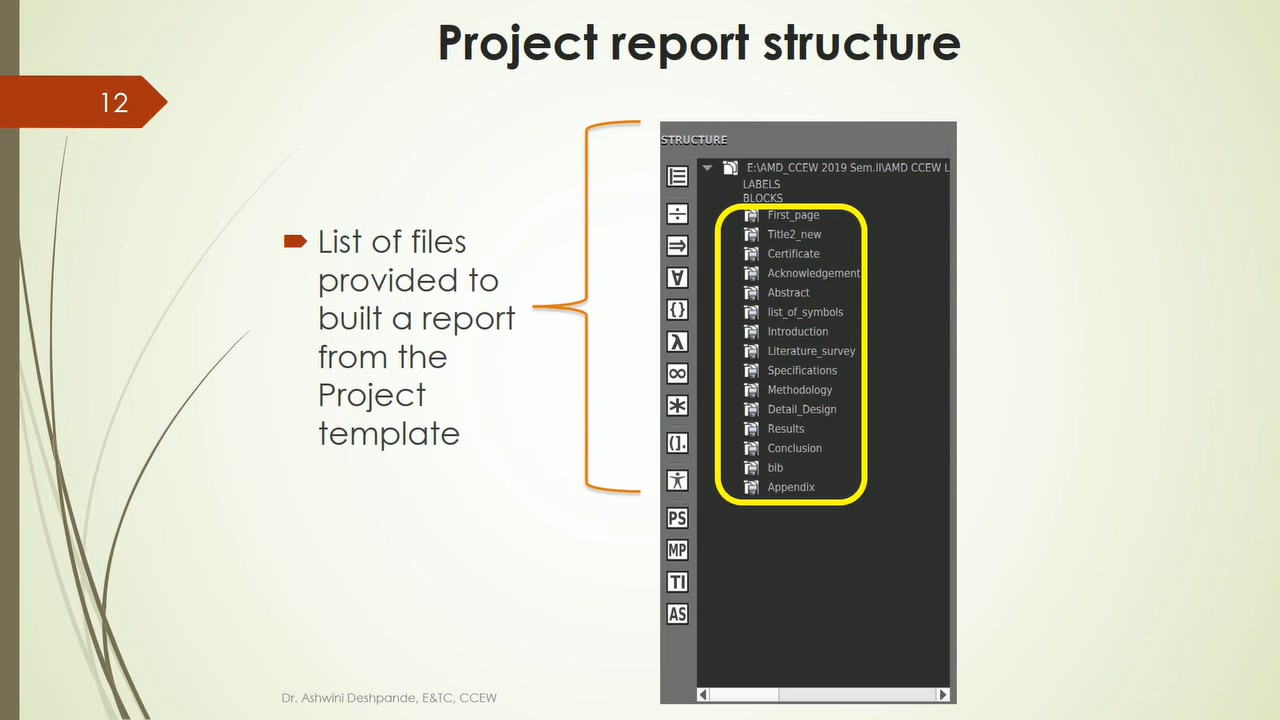 Project report structure
12
List of files
provided to
built a report
from the
Project
template
STRUCTURE
E:\AMD_CCEW 2019 Sem.II\AMD CCEW L
LABELS
BLOCKS
First_page
Title2_new
Certificate
Acknowledgement
Abstract
list_of_symbols
Introduction
Literature_survey
Specifications
Methodology
Detail_Design
Results
Conclusion
bib
Appendix
÷
⇒
∀
{}
λ
∞
*
(].
PS
MP
TI
AS
Dr. Ashwini Deshpande, E&TC, CCEW